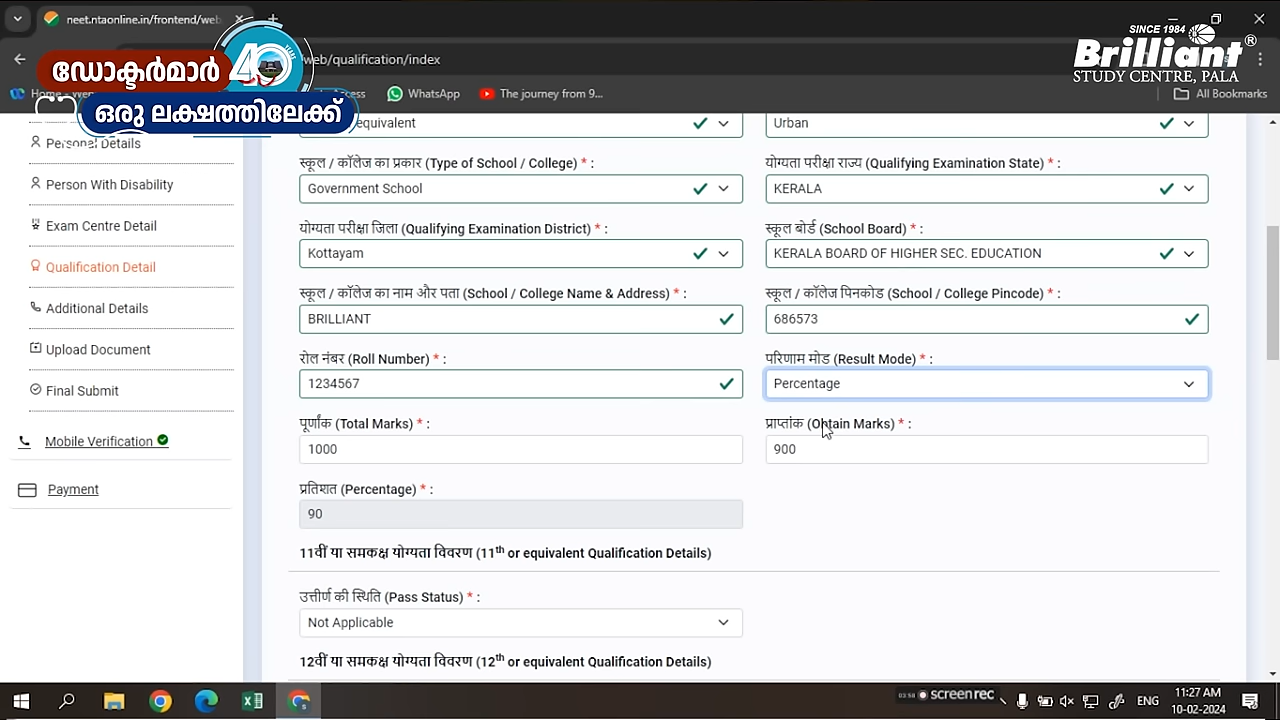 neet.ntaonline.in/frontend/web
SINCE 1984
Brilliant®
STUDY CENTRE, PALA
ഡോക്ടർമാർ
40
web/qualification/index
ഒരു ലക്ഷത്തിലേക്ക്
WhatsApp
The journey from 9...
All Bookmarks
equivalent
Urban
Personal Details
स्कूल / कॉलेज का प्रकार (Type of School / College) * :
योग्यता परीक्षा राज्य (Qualifying Examination State) * :
Person With Disability
Government School
KERALA
Exam Centre Detail
योग्यता परीक्षा जिला (Qualifying Examination District) * :
स्कूल बोर्ड (School Board) * :
Kottayam
KERALA BOARD OF HIGHER SEC. EDUCATION
Qualification Detail
स्कूल / कॉलेज का नाम और पता (School / College Name & Address) * :
स्कूल / कॉलेज पिनकोड (School / College Pincode) * :
Additional Details
BRILLIANT
686573
Upload Document
रोल नंबर (Roll Number) * :
परिणाम मोड (Result Mode) * :
Final Submit
1234567
Percentage
पूर्णांक (Total Marks) * :
प्राप्तांक (Obtain Marks) * :
Mobile Verification
1000
900
Payment
प्रतिशत (Percentage) * :
90
11वीं या समकक्ष योग्यता विवरण (11th or equivalent Qualification Details)
उत्तीर्ण की स्थिति (Pass Status) * :
Not Applicable
12वीं या समकक्ष योग्यता विवरण (12th or equivalent Qualification Details)
screenrec
ENG
11:27 AM
10-02-2024